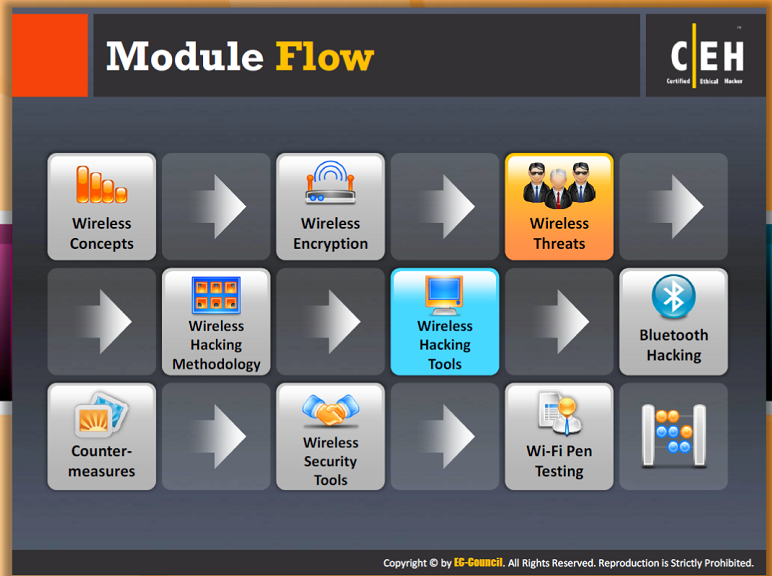 Module Flow
C|EH
™
Certified Ethical Hacker
Wireless
Concepts
Wireless
Encryption
Wireless
Threats
Wireless
Hacking
Methodology
Wireless
Hacking
Tools
Bluetooth
Hacking
Counter-
measures
Wireless
Security
Tools
Wi-Fi Pen
Testing
Copyright © by EC-Council. All Rights Reserved. Reproduction is Strictly Prohibited.